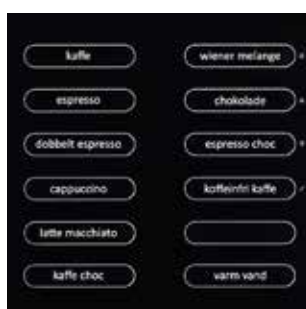 kaffe
espresso
dobbelt espresso
cappuccino
latte macchiato
kaffe choc
wiener melange
chokolade
espresso choc
koffeinfri kaffe
varm vand